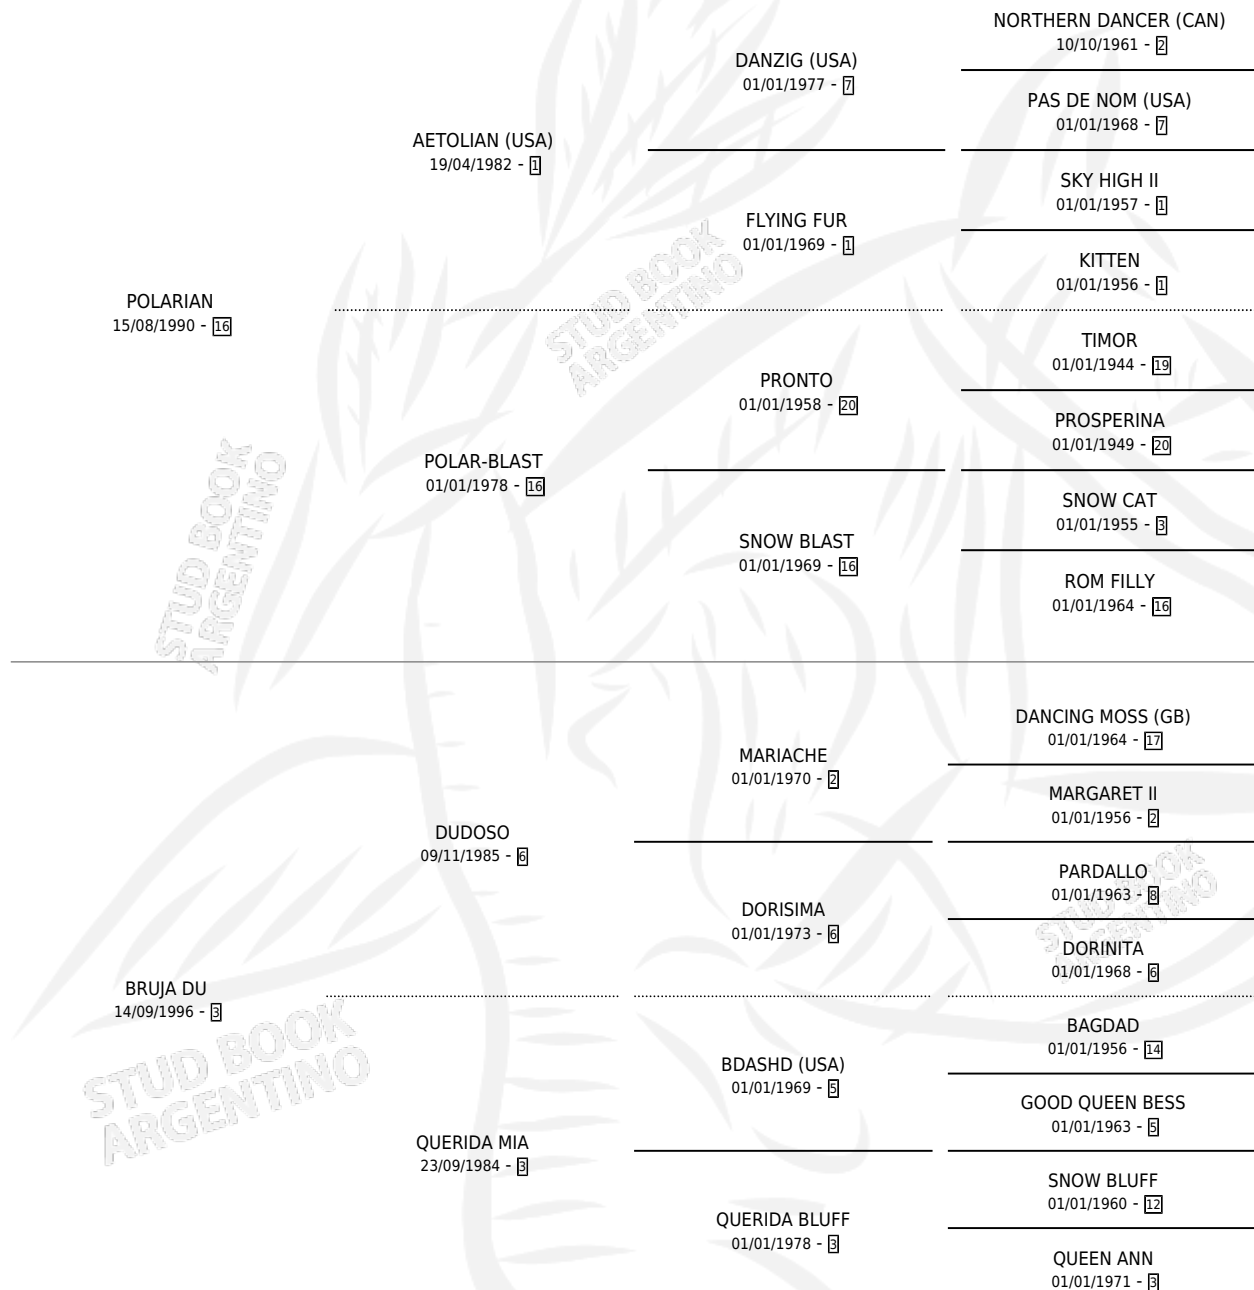 NORTHERN DANCER (CAN)
10/10/1961 - 2
DANZIG (USA)
01/01/1977 - 7
PAS DE NOM (USA)
01/01/1968 - 7
AETOLIAN (USA)
19/04/1982 - 1
SKY HIGH II
01/01/1957 - 1
FLYING FUR
01/01/1969 - 1
KITTEN
01/01/1956 - 1
POLARIAN
15/08/1990 - 16
TIMOR
01/01/1944 - 19
PRONTO
01/01/1958 - 20
PROSPERINA
01/01/1949 - 20
POLAR-BLAST
01/01/1978 - 16
SNOW CAT
01/01/1955 - 3
SNOW BLAST
01/01/1969 - 16
ROM FILLY
01/01/1964 - 16
DANCING MOSS (GB)
01/01/1964 - 17
MARIACHE
01/01/1970 - 2
MARGARET II
01/01/1956 - 2
DUDOSO
09/11/1985 - 6
PARDALLO
01/01/1963 - 8
DORISIMA
01/01/1973 - 6
DORINITA
01/01/1968 - 6
BRUJA DU
14/09/1996 - 3
BAGDAD
01/01/1956 - 14
BDASHD (USA)
01/01/1969 - 5
GOOD QUEEN BESS
01/01/1963 - 5
QUERIDA MIA
23/09/1984 - 3
SNOW BLUFF
01/01/1960 - 12
QUERIDA BLUFF
01/01/1978 - 3
QUEEN ANN
01/01/1971 - 3
STUD BOOK
ARGENTINO
STUD BOOK
ARGENTINO
STUD BOOK
ARGENTINO
STUD BOOK
ARGENTINO